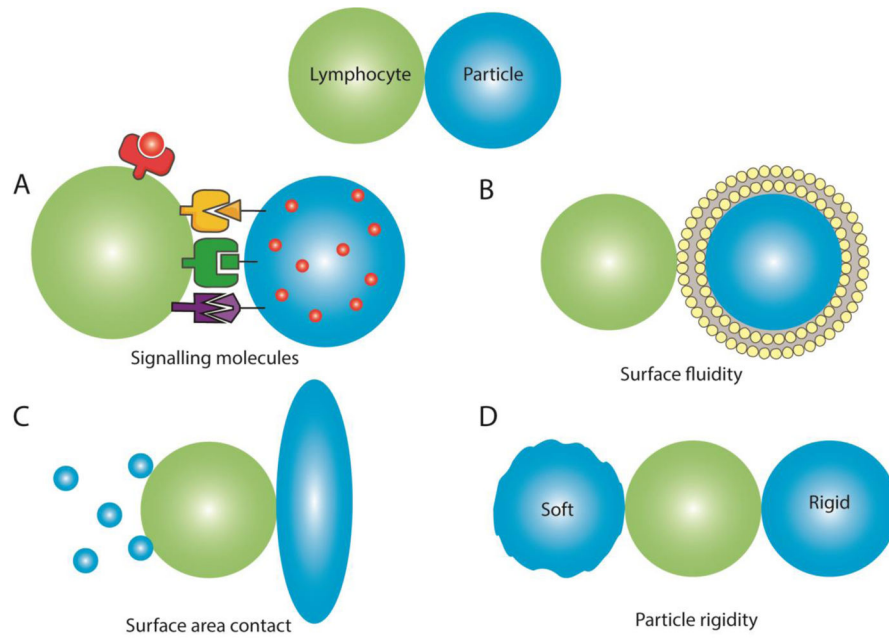 Lymphocyte
Particle
A
Signalling molecules
B
Surface fluidity
C
Surface area contact
D
Soft
Rigid
Particle rigidity